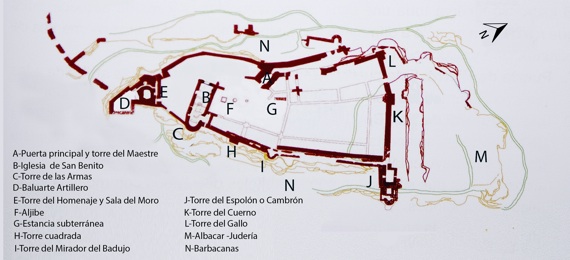 N
N
A
L
E
D
B
F
G
C
K
H
I
M
N
J
A-Puerta principal y torre del Maestre
B-Iglesia de San Benito
C-Torre de las Armas
D-Baluarte Artillero
E-Torre del Homenaje y Sala del Moro
F-Aljibe
G-Estancia subterránea
H-Torre cuadrada
I-Torre del Mirador del Badujo
J-Torre del Espolón o Cambrón
K-Torre del Cuerno
L-Torre del Gallo
M-Albacar -Judería
N-Barbacanas